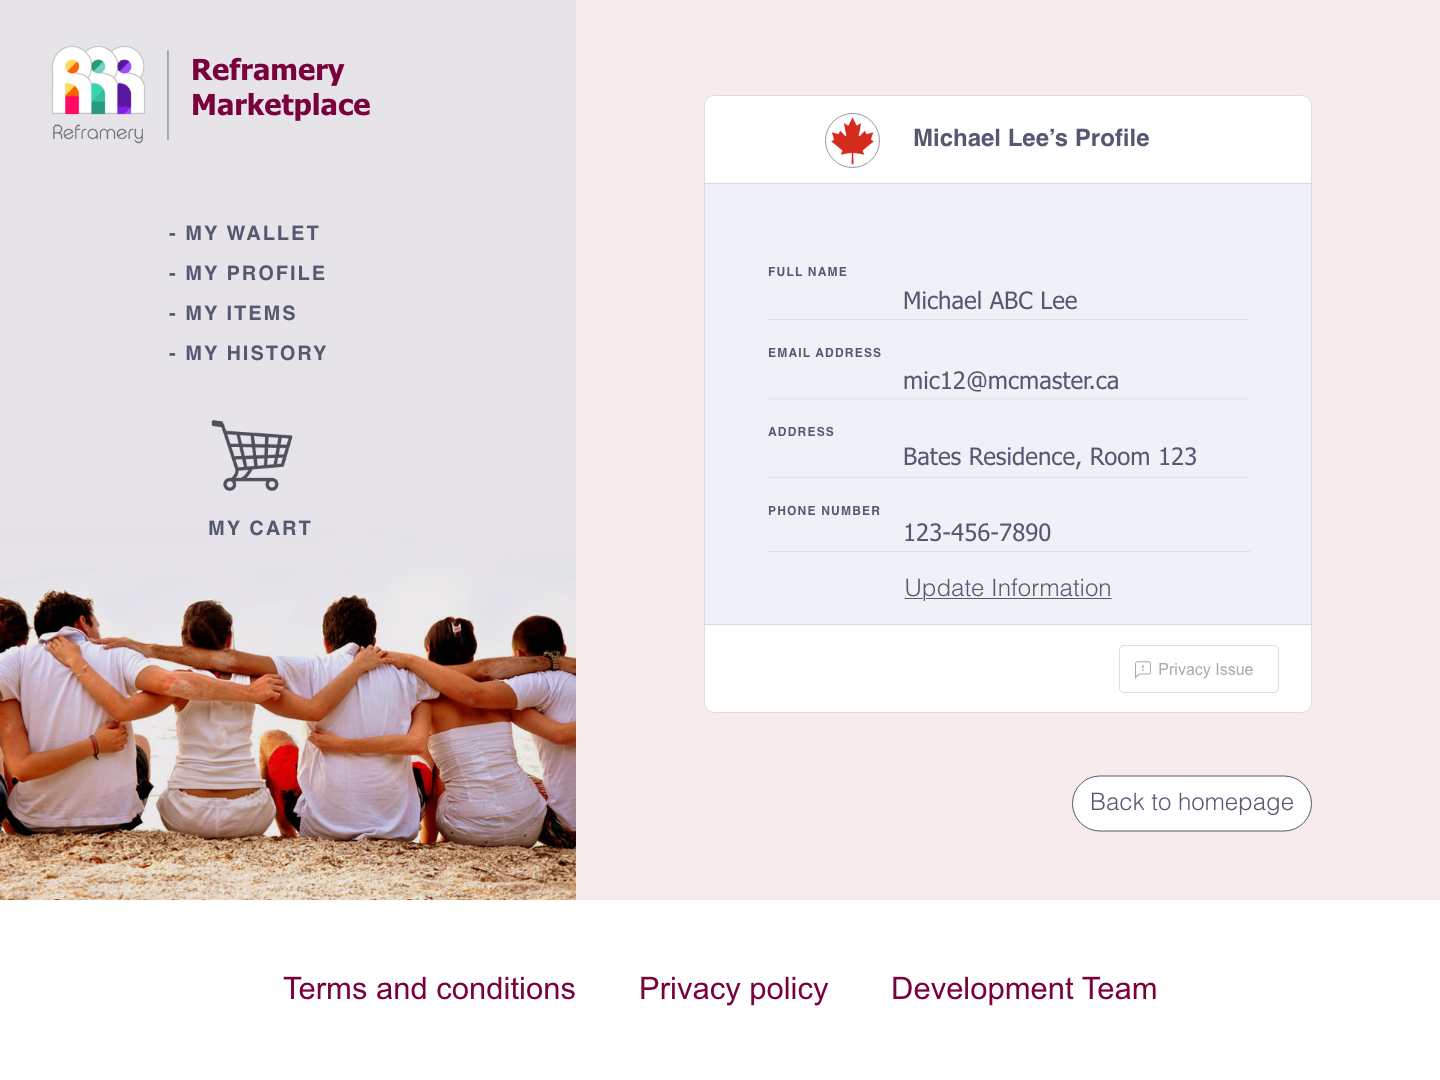 Reframery
Reframery
Marketplace
- MY WALLET
- MY PROFILE
- MY ITEMS
- MY HISTORY
MY CART
Michael Lee’s Profile
FULL NAME
Michael ABC Lee
EMAIL ADDRESS
mic12@mcmaster.ca
ADDRESS
Bates Residence, Room 123
PHONE NUMBER
123-456-7890
Update Information
Privacy Issue
Back to homepage
Terms and conditions
Privacy policy
Development Team